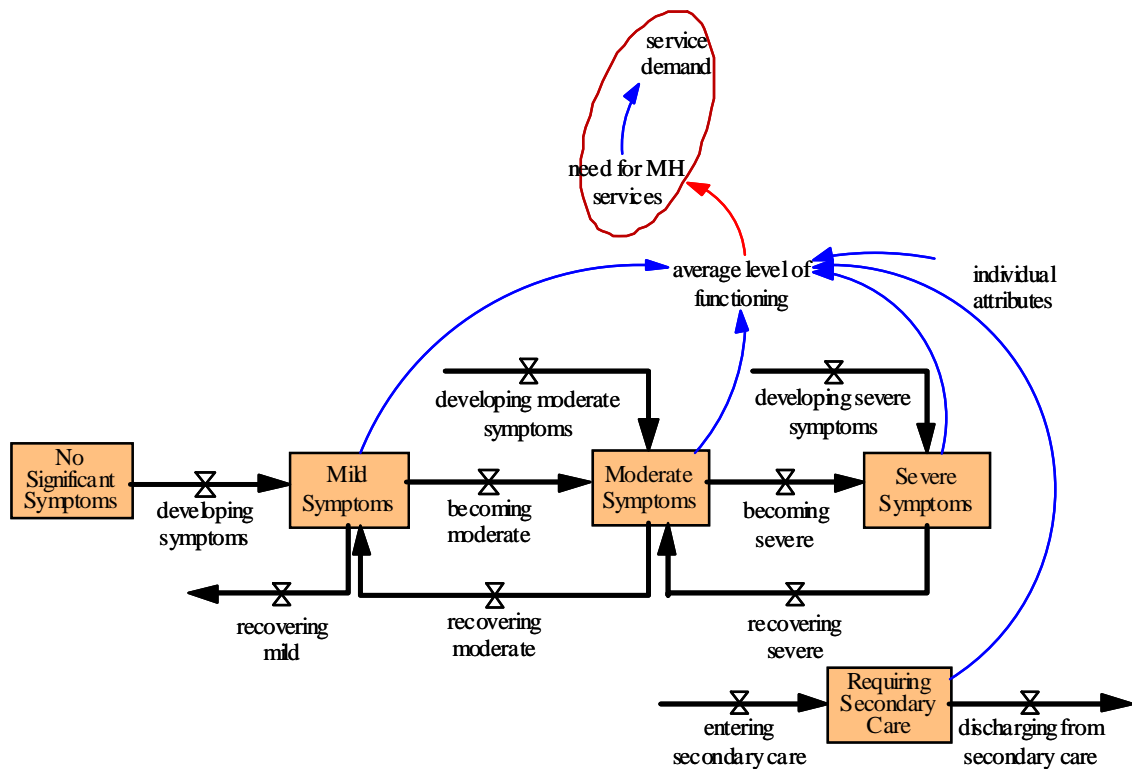 service
demand
need for MH
services
average level of
functioning
individual
attributes
developing moderate
symptoms
developing severe
symptoms
No
Significant
Symptoms
developing
symptoms
Mild
Symptoms
becoming
moderate
Moderate
Symptoms
becoming
severe
Severe
Symptoms
recovering
mild
recovering
moderate
recovering
severe
entering
secondary care
Requiring
Secondary
Care
discharging from
secondary care